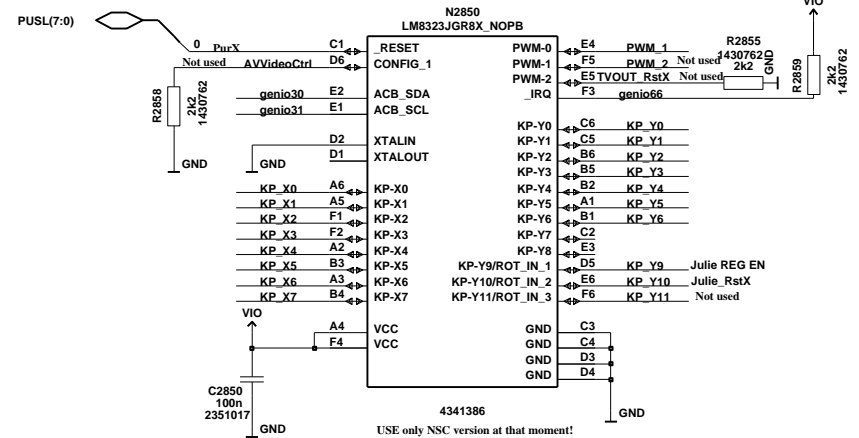 N2850
LM8323JGR8X_NOPB
VIO
PUSL(7:0)
0 PurX C1 _RESET PWM-0 E4 PWM_1
Not used AVVideoCtrl D6 CONFIG_1 PWM-1 F5 PWM_2 Not used
PWM-2 E5 TVOUT_RstX Not used
R2855
1430762
2k2
GND
R2859
2k2
1430762
R2858
2k2
1430762
GND
genio30 E2 ACB_SDA _IRQ F3 genio66
genio31 E1 ACB_SCL
D2 XTALIN
D1 XTALOUT
GND
KP-Y0 C6 KP_Y0
KP-Y1 C5 KP_Y1
KP-Y2 B6 KP_Y2
KP-Y3 B5 KP_Y3
KP_X0 A6 KP-X0 KP-Y4 B2 KP_Y4
KP_X1 A5 KP-X1 KP-Y5 A1 KP_Y5
KP_X2 F1 KP-X2 KP-Y6 B1 KP_Y6
KP_X3 F2 KP-X3 KP-Y7 C2
KP_X4 A2 KP-X4 KP-Y8 E3
KP_X5 B3 KP-X5 KP-Y9/ROT_IN_1 D5 KP_Y9 Julie REG EN
KP_X6 A3 KP-X6 KP-Y10/ROT_IN_2 E6 KP_Y10 Julie_RstX
KP_X7 B4 KP-X7 KP-Y11/ROT_IN_3 F6 KP_Y11 Not used
VIO
A4 VCC GND C3
F4 VCC GND C4
GND D3
GND D4
C2850
100n
2351017
GND
GND
4341386
USE only NSC version at that moment!